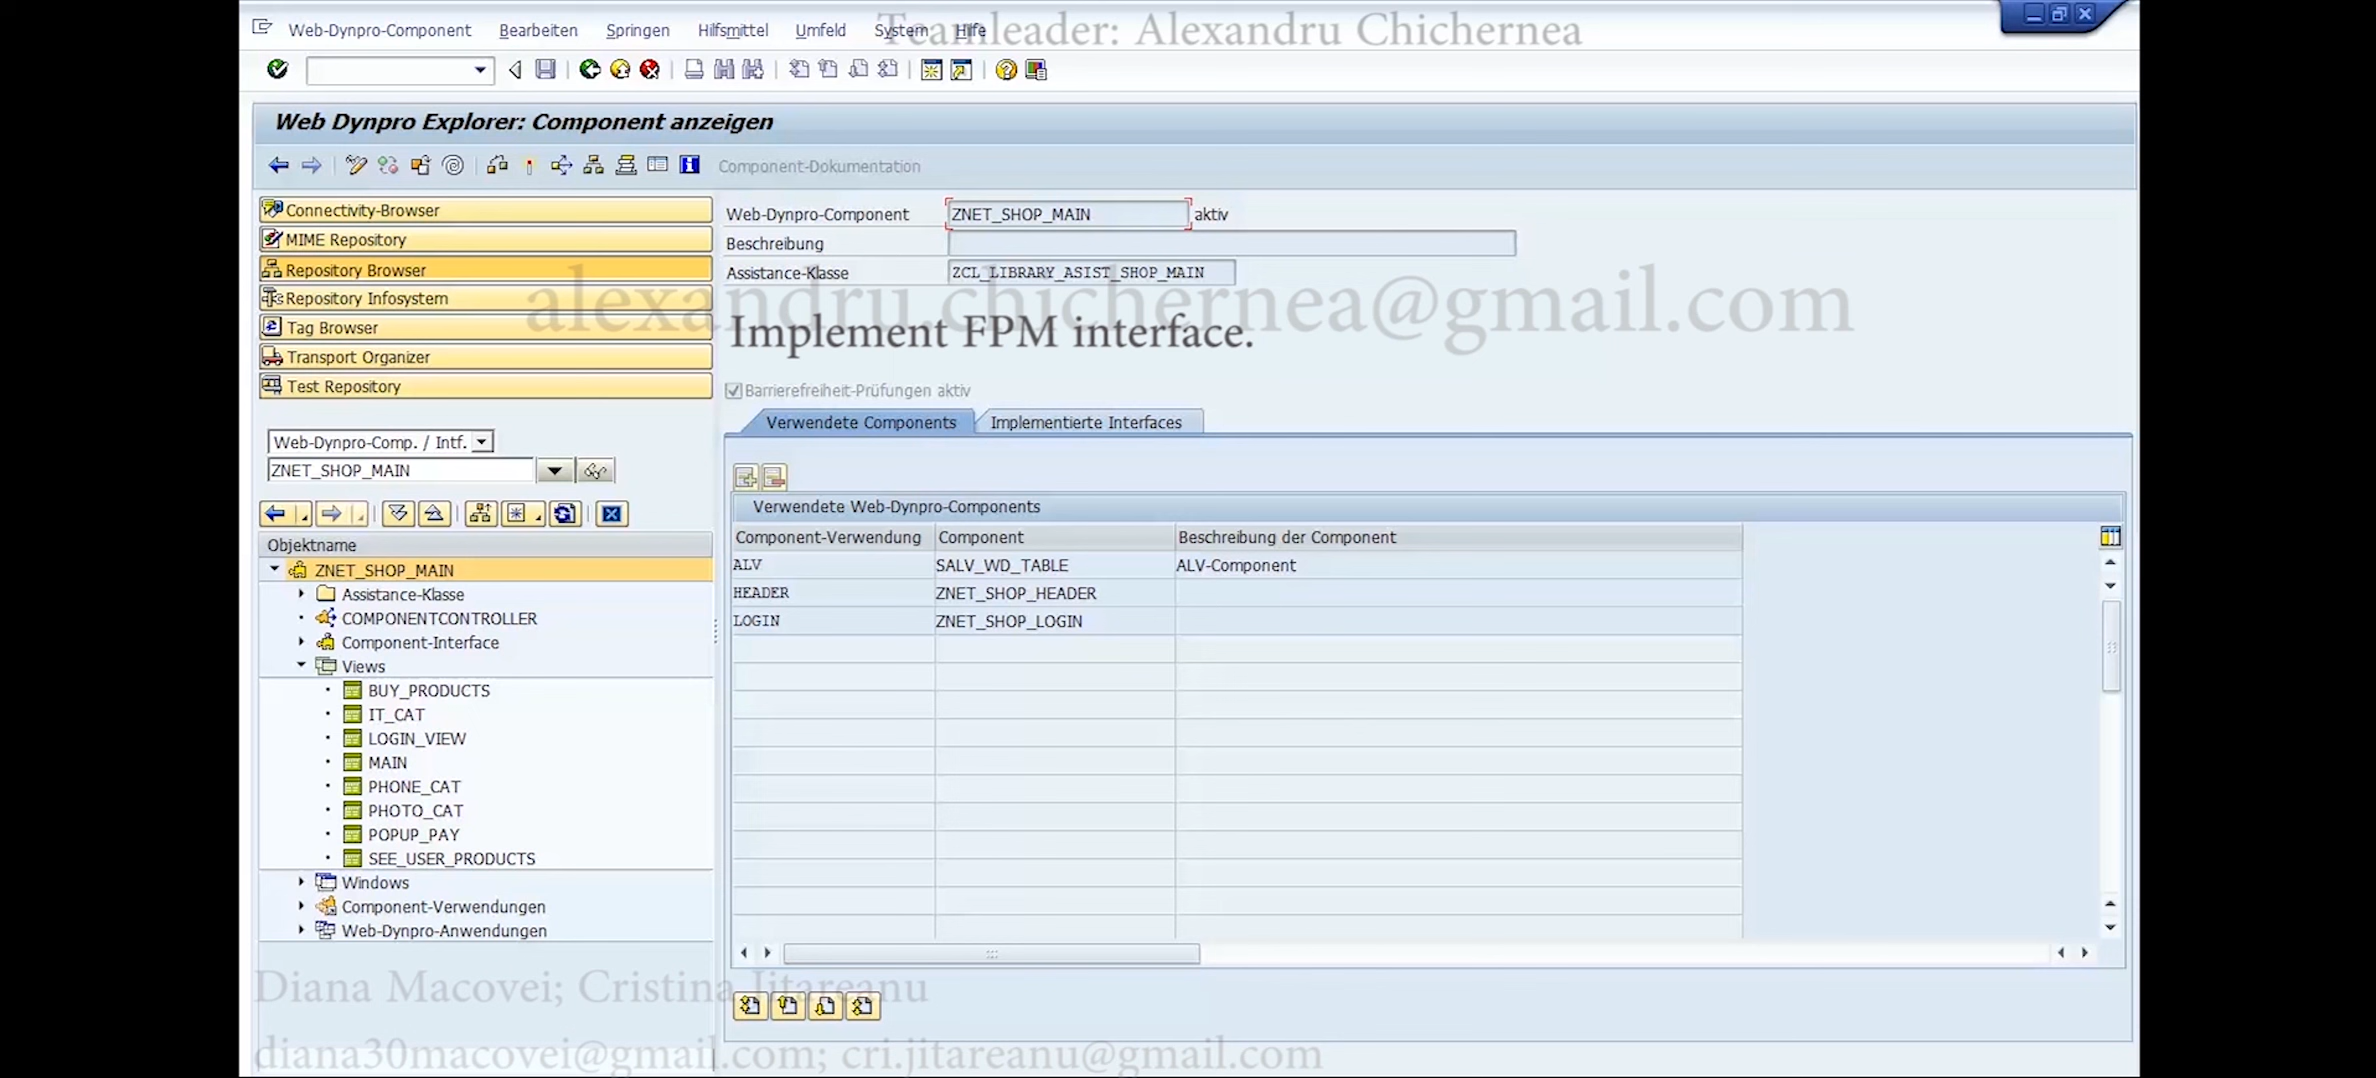 Teamleader: Alexandru Chichernea
Web-Dynpro-Component Bearbeiten Springen Hilfsmittel Umfeld System Hilfe
Web Dynpro Explorer: Component anzeigen
Component-Dokumentation
Connectivity-Browser
MIME Repository
Repository Browser
Repository Infosystem
Tag Browser
Transport Organizer
Test Repository
Web-Dynpro-Comp. / Intf.
ZNET_SHOP_MAIN
Objektname
ZNET_SHOP_MAIN
Assistance-Klasse
COMPONENTCONTROLLER
Component-Interface
Views
BUY_PRODUCTS
IT_CAT
LOGIN_VIEW
MAIN
PHONE_CAT
PHOTO_CAT
POPUP_PAY
SEE_USER_PRODUCTS
Windows
Component-Verwendungen
Web-Dynpro-Anwendungen
Web-Dynpro-Component ZNET_SHOP_MAIN aktiv
Beschreibung
Assistance-Klasse ZCL_LIBRARY_ASIST_SHOP_MAIN
alexandru.chichernea@gmail.com
Implement FPM interface.
Barrierefreiheit-Prüfungen aktiv
Verwendete Components Implementierte Interfaces
Verwendete Web-Dynpro-Components
Component-Verwendung Component Beschreibung der Component
ALV SALV_WD_TABLE ALV-Component
HEADER ZNET_SHOP_HEADER
LOGIN ZNET_SHOP_LOGIN
Diana Macovei; Cristina Jitareanu
diana30macovei@gmail.com; cri.jitareanu@gmail.com